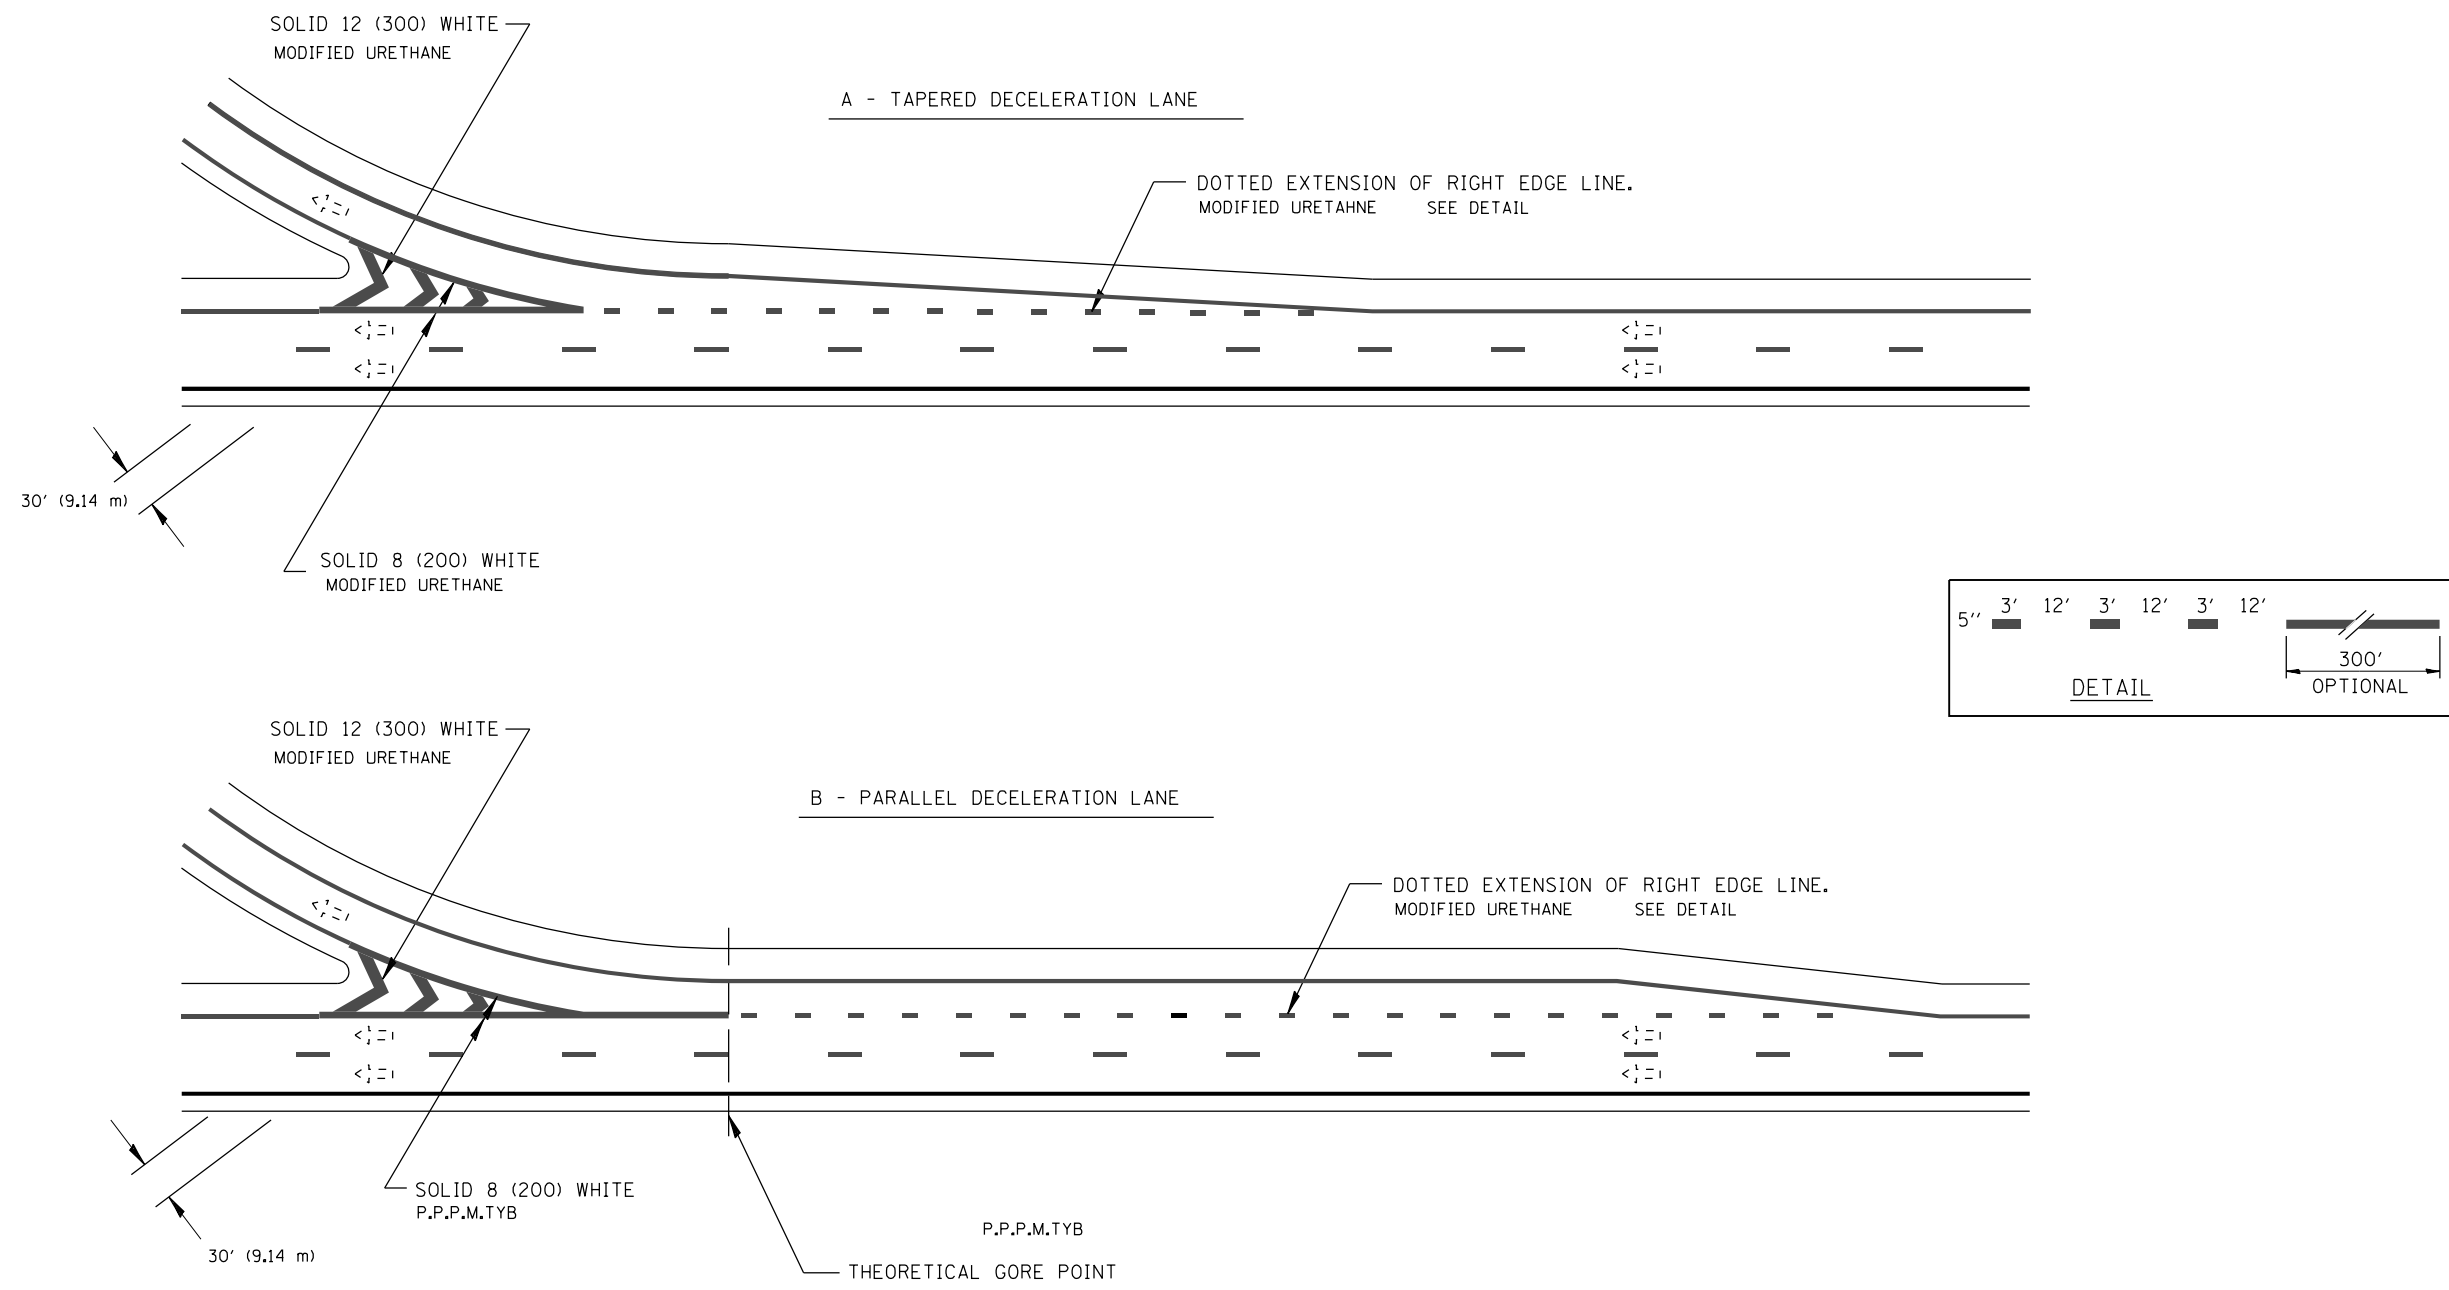 SOLID 12 (300) WHITE
MODIFIED URETHANE
A - TAPERED DECELERATION LANE
DOTTED EXTENSION OF RIGHT EDGE LINE.
MODIFIED URETAHNE SEE DETAIL
30' (9.14 m)
SOLID 8 (200) WHITE
MODIFIED URETHANE
5'' 3' 12' 3' 12' 3' 12'
300'
OPTIONAL
DETAIL
SOLID 12 (300) WHITE
MODIFIED URETHANE
B - PARALLEL DECELERATION LANE
DOTTED EXTENSION OF RIGHT EDGE LINE.
MODIFIED URETHANE SEE DETAIL
SOLID 8 (200) WHITE
P.P.P.M.TYB
30' (9.14 m)
P.P.P.M.TYB
THEORETICAL GORE POINT